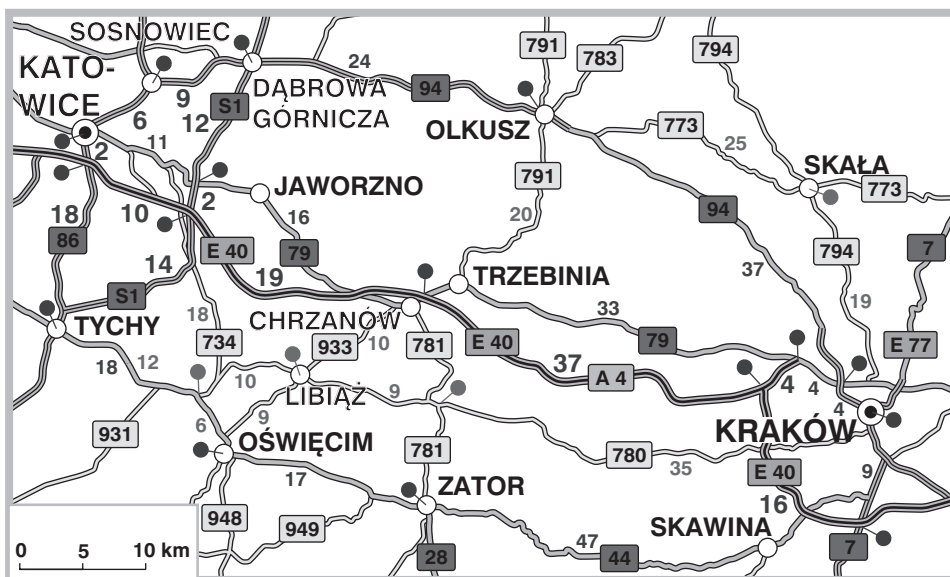 SOSNOWIEC
KATO-
WICE
9
6
S1
12
DĄBROWA
GÓRNICZA
24
94
791
783
794
OLKUSZ
773
25
SKAŁA
773
2
11
JAWORZNO
791
20
94
794
7
18
86
10
2
16
79
E 40
19
14
S1
TRZEBINIA
37
19
TYCHY
18
734
CHRZANÓW
933
10
781
E 40
33
79
E 77
18
12
10
LIBIĄŻ
9
37
A 4
4
4
4
KRAKÓW
931
6
9
OŚWIĘCIM
781
780
35
E 40
9
17
ZATOR
16
948
949
SKAWINA
28
47
44
7
0 5 10 km